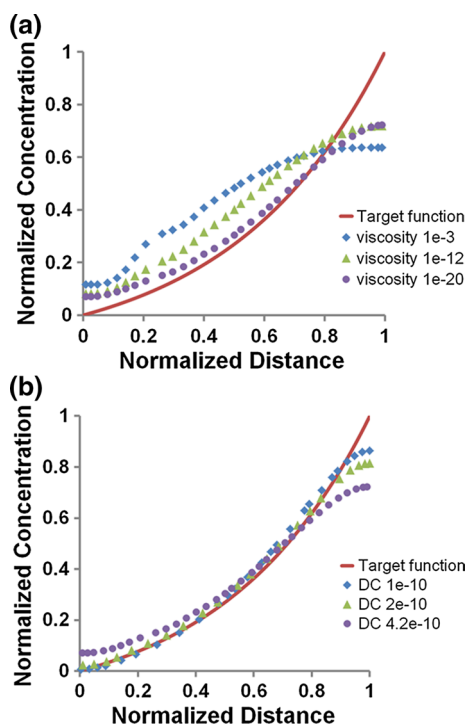 (a)
Normalized Concentration
1
0.8
0.6
0.4
0.2
0
0 0.2 0.4 0.6 0.8 1
Normalized Distance
Target function
viscosity 1e-3
viscosity 1e-12
viscosity 1e-20
(b)
Normalized Concentration
1
0.8
0.6
0.4
0.2
0
0 0.2 0.4 0.6 0.8 1
Normalized Distance
Target function
DC 1e-10
DC 2e-10
DC 4.2e-10